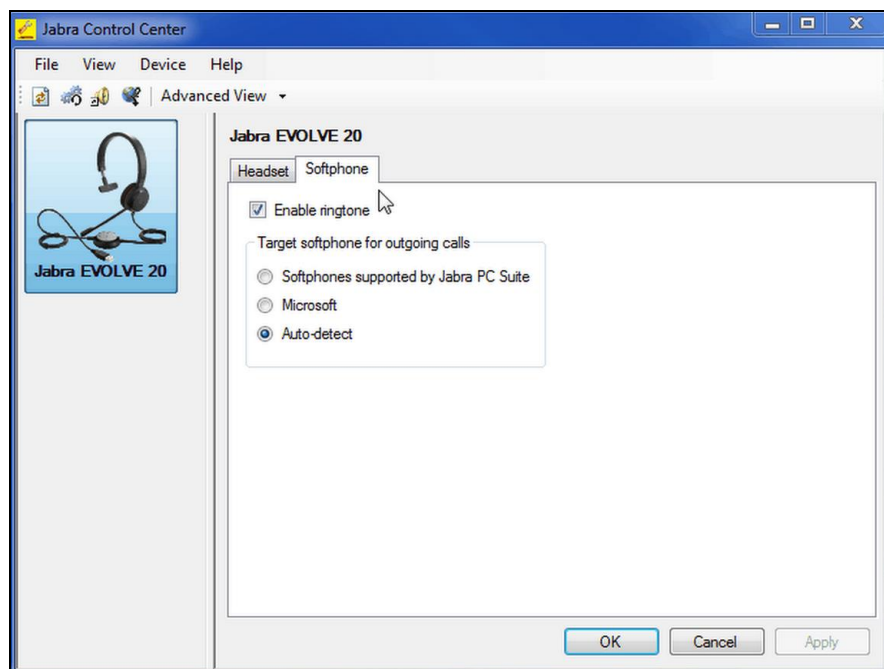 Jabra Control Center
File View Device Help
Advanced View
Jabra EVOLVE 20
Jabra EVOLVE 20
Headset Softphone
Enable ringtone
Target softphone for outgoing calls
Softphones supported by Jabra PC Suite
Microsoft
Auto-detect
OK Cancel Apply